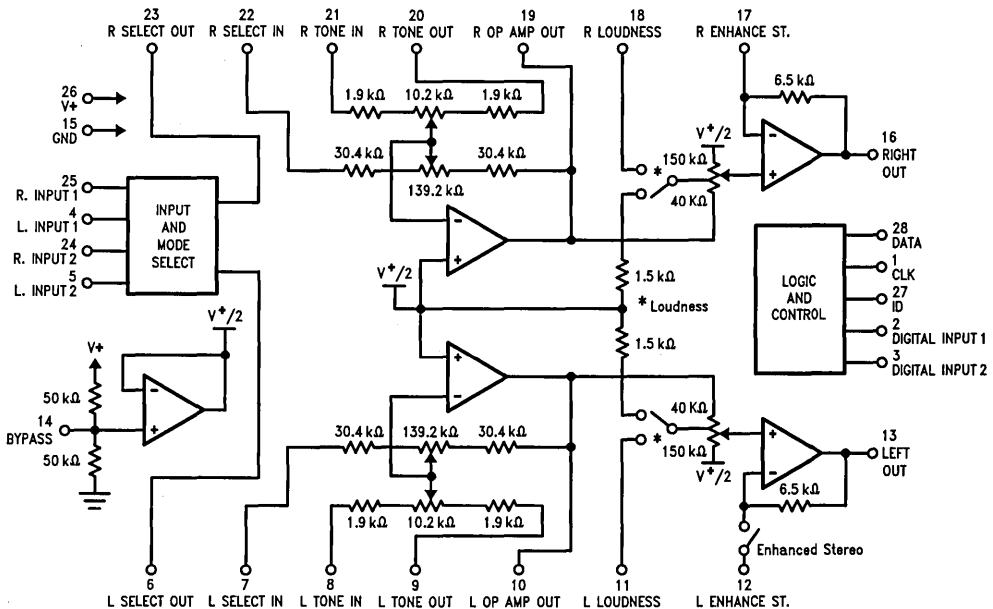 23 22 21 20 19 18 17
R SELECT OUT R SELECT IN R TONE IN R TONE OUT R OP AMP OUT R LOUDNESS R ENHANCE ST.
26
V+
15
GND
1.9 kΩ 10.2 kΩ 1.9 kΩ
6.5 kΩ
30.4 kΩ 30.4 kΩ
139.2 kΩ
*
V+/2
150 kΩ
40 KΩ
-
+
16
RIGHT
OUT
25
R. INPUT 1
4
L. INPUT 1
24
R. INPUT 2
5
L. INPUT 2
INPUT
AND
MODE
SELECT
-
+
V+/2
1.5 kΩ
* Loudness
1.5 kΩ
LOGIC
AND
CONTROL
28
DATA
1
CLK
27
ID
2
DIGITAL INPUT 1
3
DIGITAL INPUT 2
V+/2
V+
50 kΩ
14
BYPASS
50 kΩ
-
+
+
-
30.4 kΩ 139.2 kΩ 30.4 kΩ
1.9 kΩ 10.2 kΩ 1.9 kΩ
40 KΩ
*
150 kΩ
V+/2
+
-
13
LEFT
OUT
6.5 kΩ
Enhanced Stereo
6 7 8 9 10 11 12
L SELECT OUT L SELECT IN L TONE IN L TONE OUT L OP AMP OUT L LOUDNESS L ENHANCE ST.